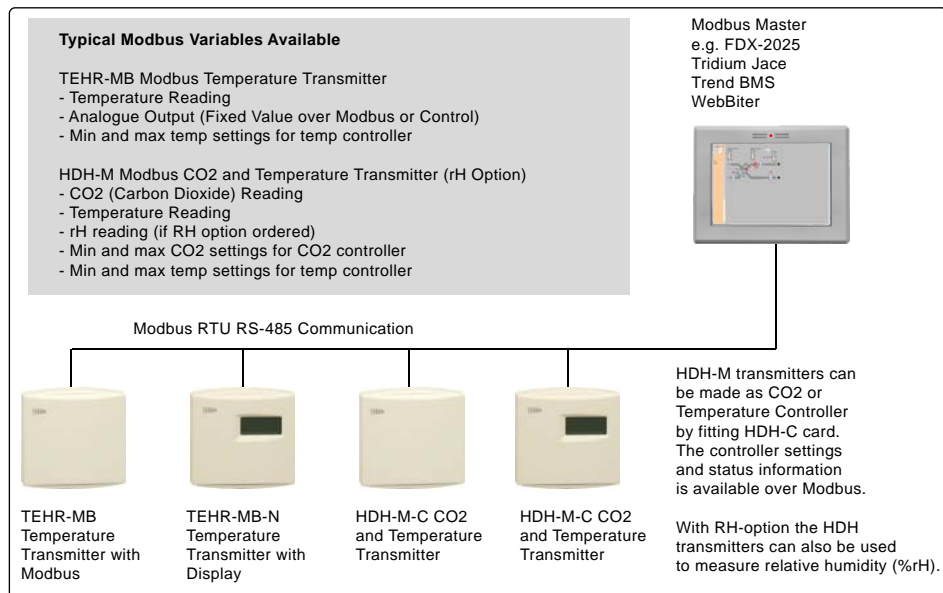 Typical Modbus Variables Available
TEHR-MB Modbus Temperature Transmitter
- Temperature Reading
- Analogue Output (Fixed Value over Modbus or Control)
- Min and max temp settings for temp controller
HDH-M Modbus CO2 and Temperature Transmitter (rH Option)
- CO2 (Carbon Dioxide) Reading
- Temperature Reading
- rH reading (if RH option ordered)
- Min and max CO2 settings for CO2 controller
- Min and max temp settings for temp controller
Modbus Master
e.g. FDX-2025
Tridium Jace
Trend BMS
WebBiter
Modbus RTU RS-485 Communication
TEHR-MB
Temperature
Transmitter with
Modbus
TEHR-MB-N
Temperature
Transmitter with
Display
HDH-M-C CO2
and Temperature
Transmitter
HDH-M-C CO2
and Temperature
Transmitter
HDH-M transmitters can
be made as CO2 or
Temperature Controller
by fitting HDH-C card.
The controller settings
and status information
is available over Modbus.
With RH-option the HDH
transmitters can also be used
to measure relative humidity (%rH).